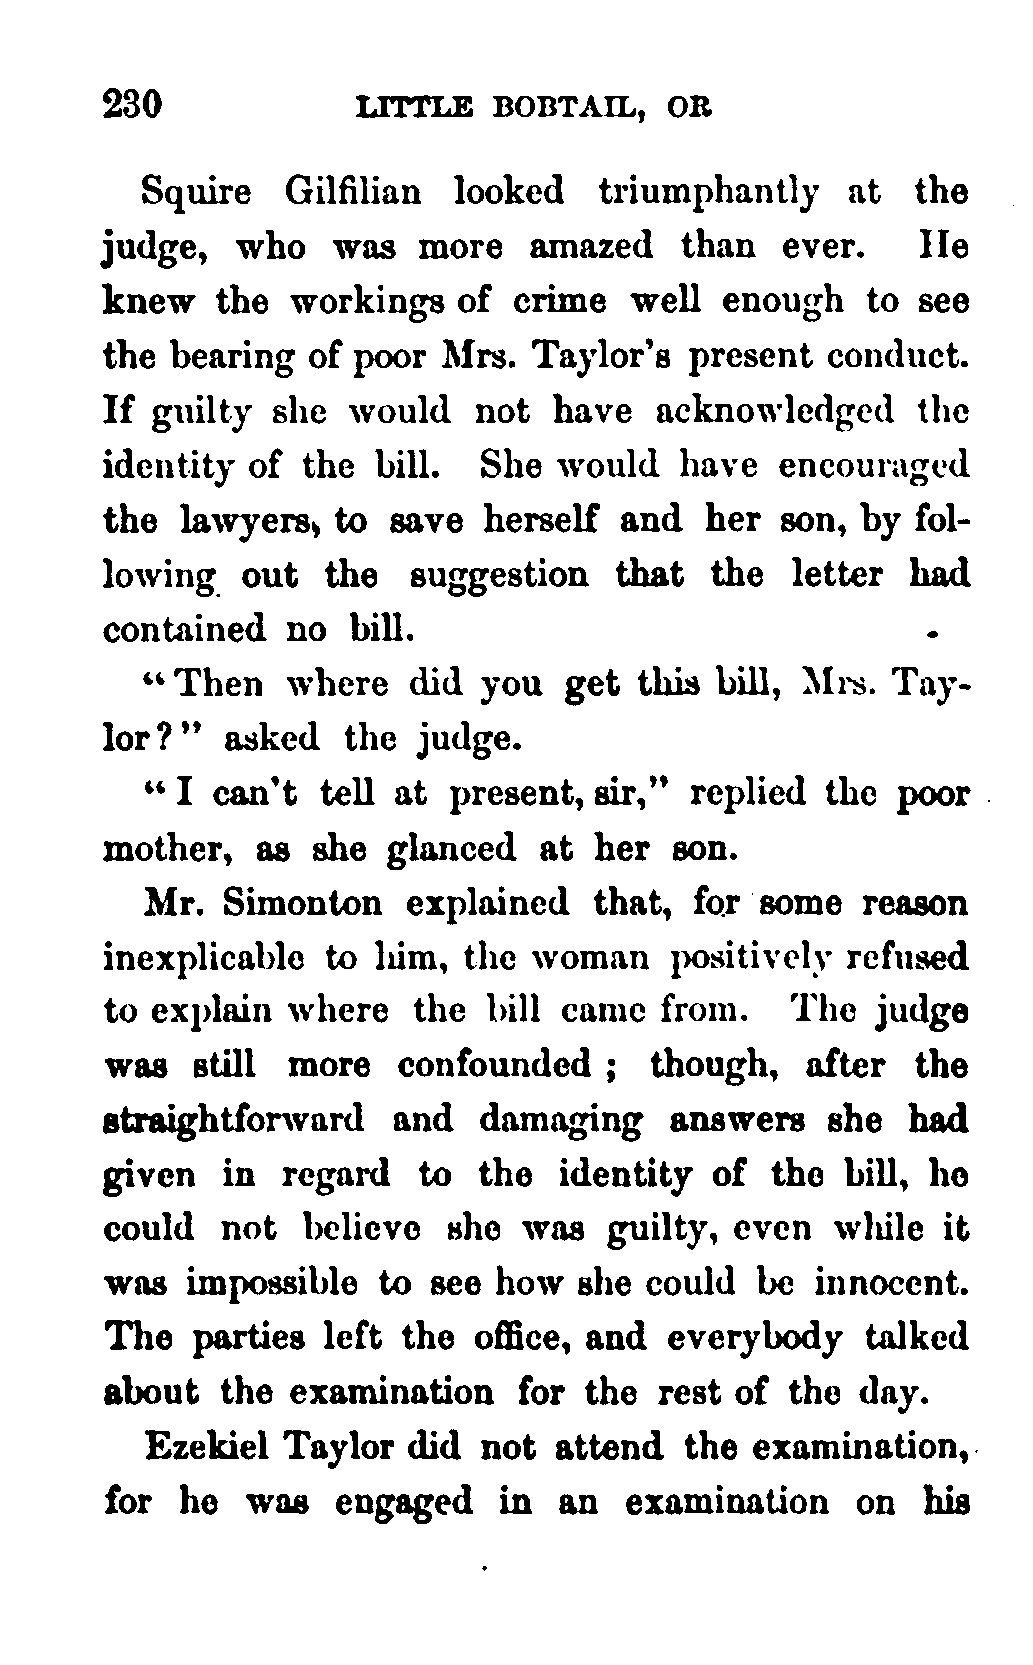 230 LITTLE BOBTAIL, OR
Squire Gilfilian looked triumphantly at the
judge, who was more amazed than ever. He
knew the workings of crime well enough to see
the bearing of poor Mrs. Taylor's present conduct.
If guilty she would not have acknowledged the
identity of the bill. She would have encouraged
the lawyers, to save herself and her son, by fol-
lowing out the suggestion that the letter had
contained no bill.
"Then where did you get this bill, Mrs. Tay-
lor?" asked the judge.
"I can't tell at present, sir," replied the poor
mother, as she glanced at her son.
Mr. Simonton explained that, for some reason
inexplicable to him, the woman positively refused
to explain where the bill came from. The judge
was still more confounded; though, after the
straightforward and damaging answers she had
given in regard to the identity of the bill, he
could not believe she was guilty, even while it
was impossible to see how she could be innocent.
The parties left the office, and everybody talked
about the examination for the rest of the day.
Ezekiel Taylor did not attend the examination,
for he was engaged in an examination on his